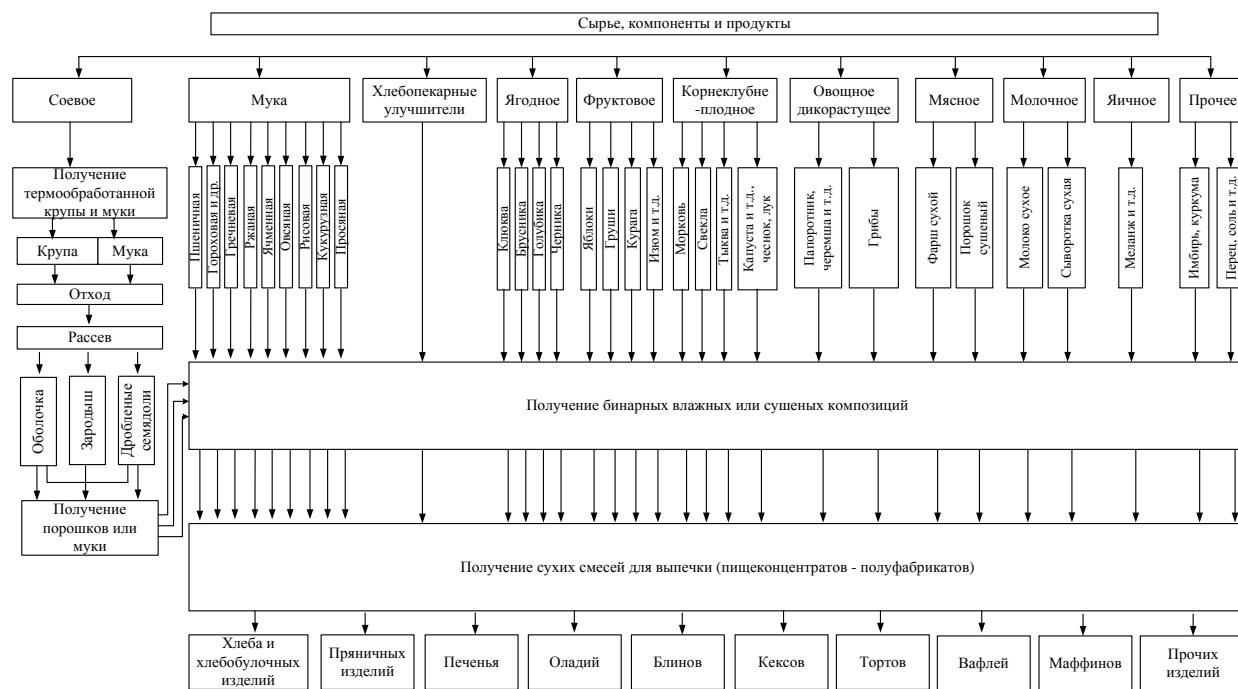 Сырье, компоненты и продукты
Соевое
Мука
Хлебопекарные
улучшители
Ягодное
Фруктовое
Корнеклубне
-плодное
Овощное
дикорастущее
Мясное
Молочное
Яичное
Прочее
Получение
термообработанной
крупы и муки
Крупа
Мука
Отход
Рассев
Оболочка
Зародыш
Дробленые
семядоли
Получение
порошков или
муки
Пшеничная
Гороховая и др.
Гречневая
Ржаная
Ячменная
Овсяная
Рисовая
Кукурузная
Просяная
Клюква
Брусника
Голубика
Черника
Яблоки
Груши
Курага
Изюм и т.д.
Морковь
Свекла
Тыква и т.д.
Капуста и т.д.,
чеснок, лук
Папоротник,
черемша и т.д.
Грибы
Фарш сухой
Порошок
сушеный
Молоко сухое
Сыворотка сухая
Меланж и т.д.
Имбирь, куркума
Перец, соль и т.д.
Получение бинарных влажных или сушеных композиций
Получение сухих смесей для выпечки (пищеконцентратов - полуфабрикатов)
Хлеба и
хлебобулочных
изделий
Пряничных
изделий
Печенья
Оладий
Блинов
Кексов
Тортов
Вафлей
Маффинов
Прочих
изделий